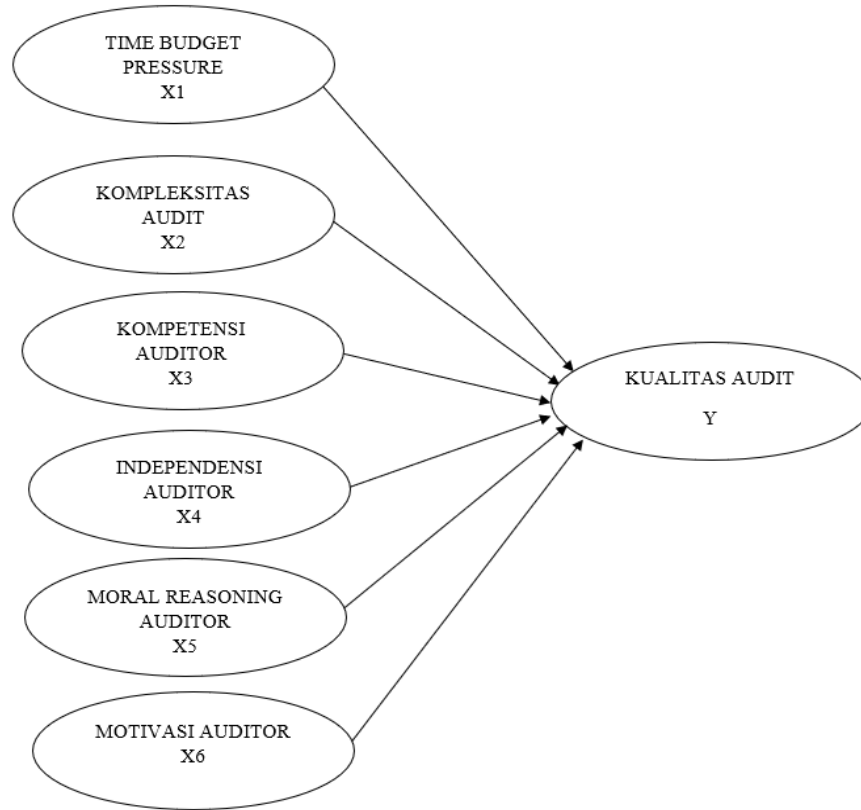 TIME BUDGET
PRESSURE
X1
KOMPLEKSITAS
AUDIT
X2
KOMPETENSI
AUDITOR
X3
INDEPENDENSI
AUDITOR
X4
MORAL REASONING
AUDITOR
X5
MOTIVASI AUDITOR
X6
KUALITAS AUDIT
Y